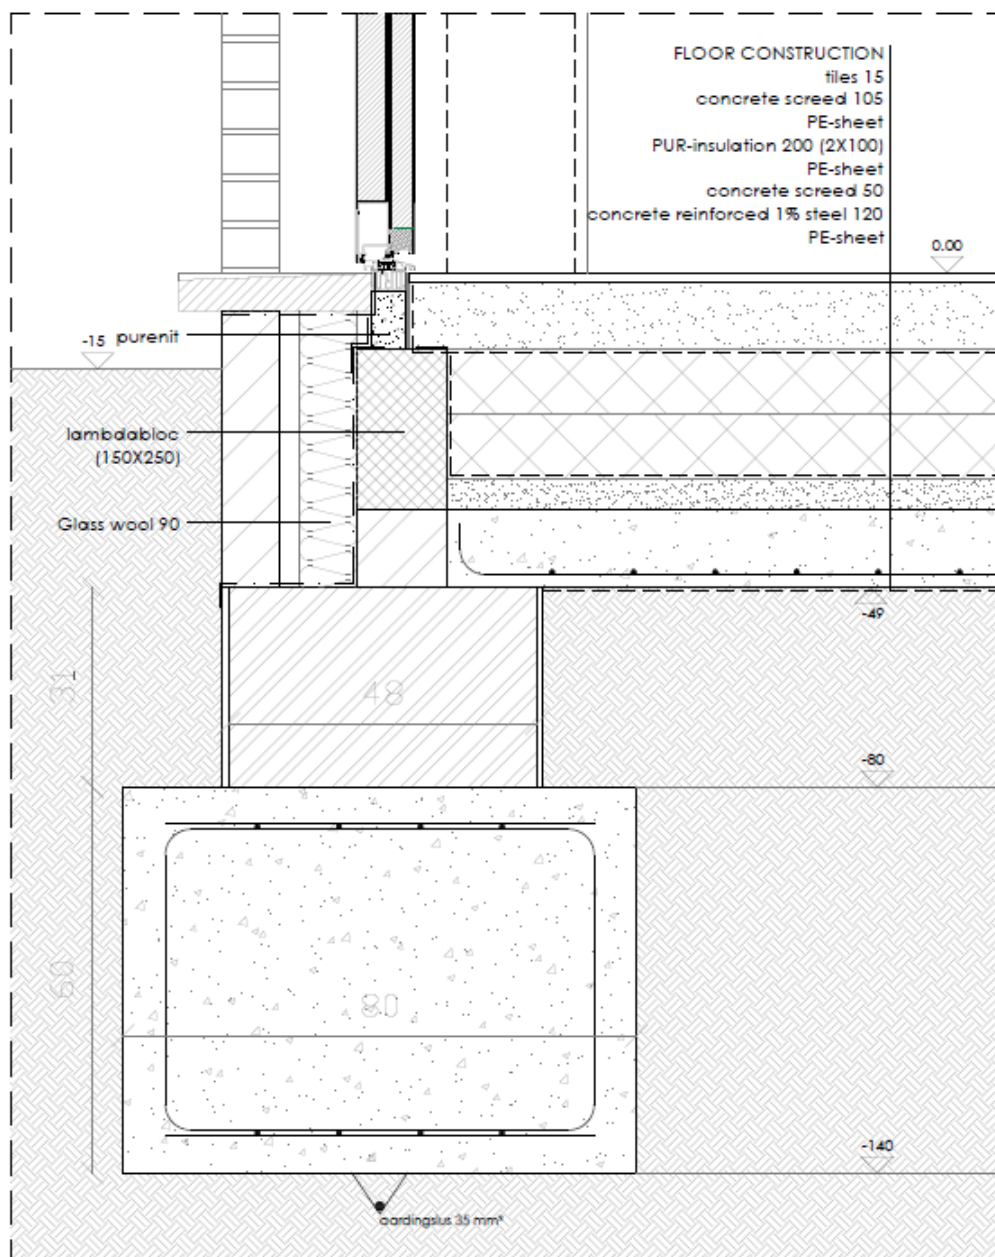 FLOOR CONSTRUCTION
tiles 15
concrete screed 105
PE-sheet
PUR-insulation 200 (2X100)
PE-sheet
concrete screed 50
concrete reinforced 1% steel 120
PE-sheet
0.00
-15
purenit
lambdabloc
(150X250)
Glass wool 90
-49
31
48
-80
60
80
-140
aardingslus 35 mm²